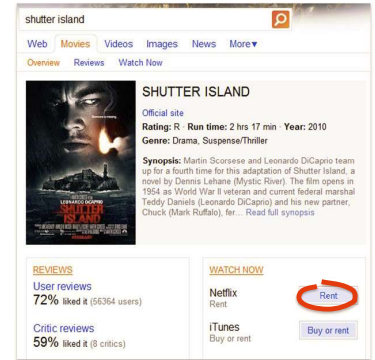 shutter island
Web Movies Videos Images News More▼
Overview Reviews Watch Now
SHUTTER ISLAND
Official site
Rating: R · Run time: 2 hrs 17 min · Year: 2010
Genre: Drama, Suspense/Thriller
Synopsis: Martin Scorsese and Leonardo DiCaprio team
up for a fourth time for this adaptation of Shutter Island, a
novel by Dennis Lehane (Mystic River). The film opens in
1954 as World War II veteran and current federal marshal
Teddy Daniels (Leonardo DiCaprio) and his new partner,
Chuck (Mark Ruffalo), fer... Read full synopsis
LEONARDO DiCAPRIO
SHUTTER
ISLAND
REVIEWS
User reviews
72% liked it (56364 users)
Critic reviews
59% liked it (8 critics)
WATCH NOW
Netflix
Rent
Rent
iTunes
Buy or rent
Buy or rent